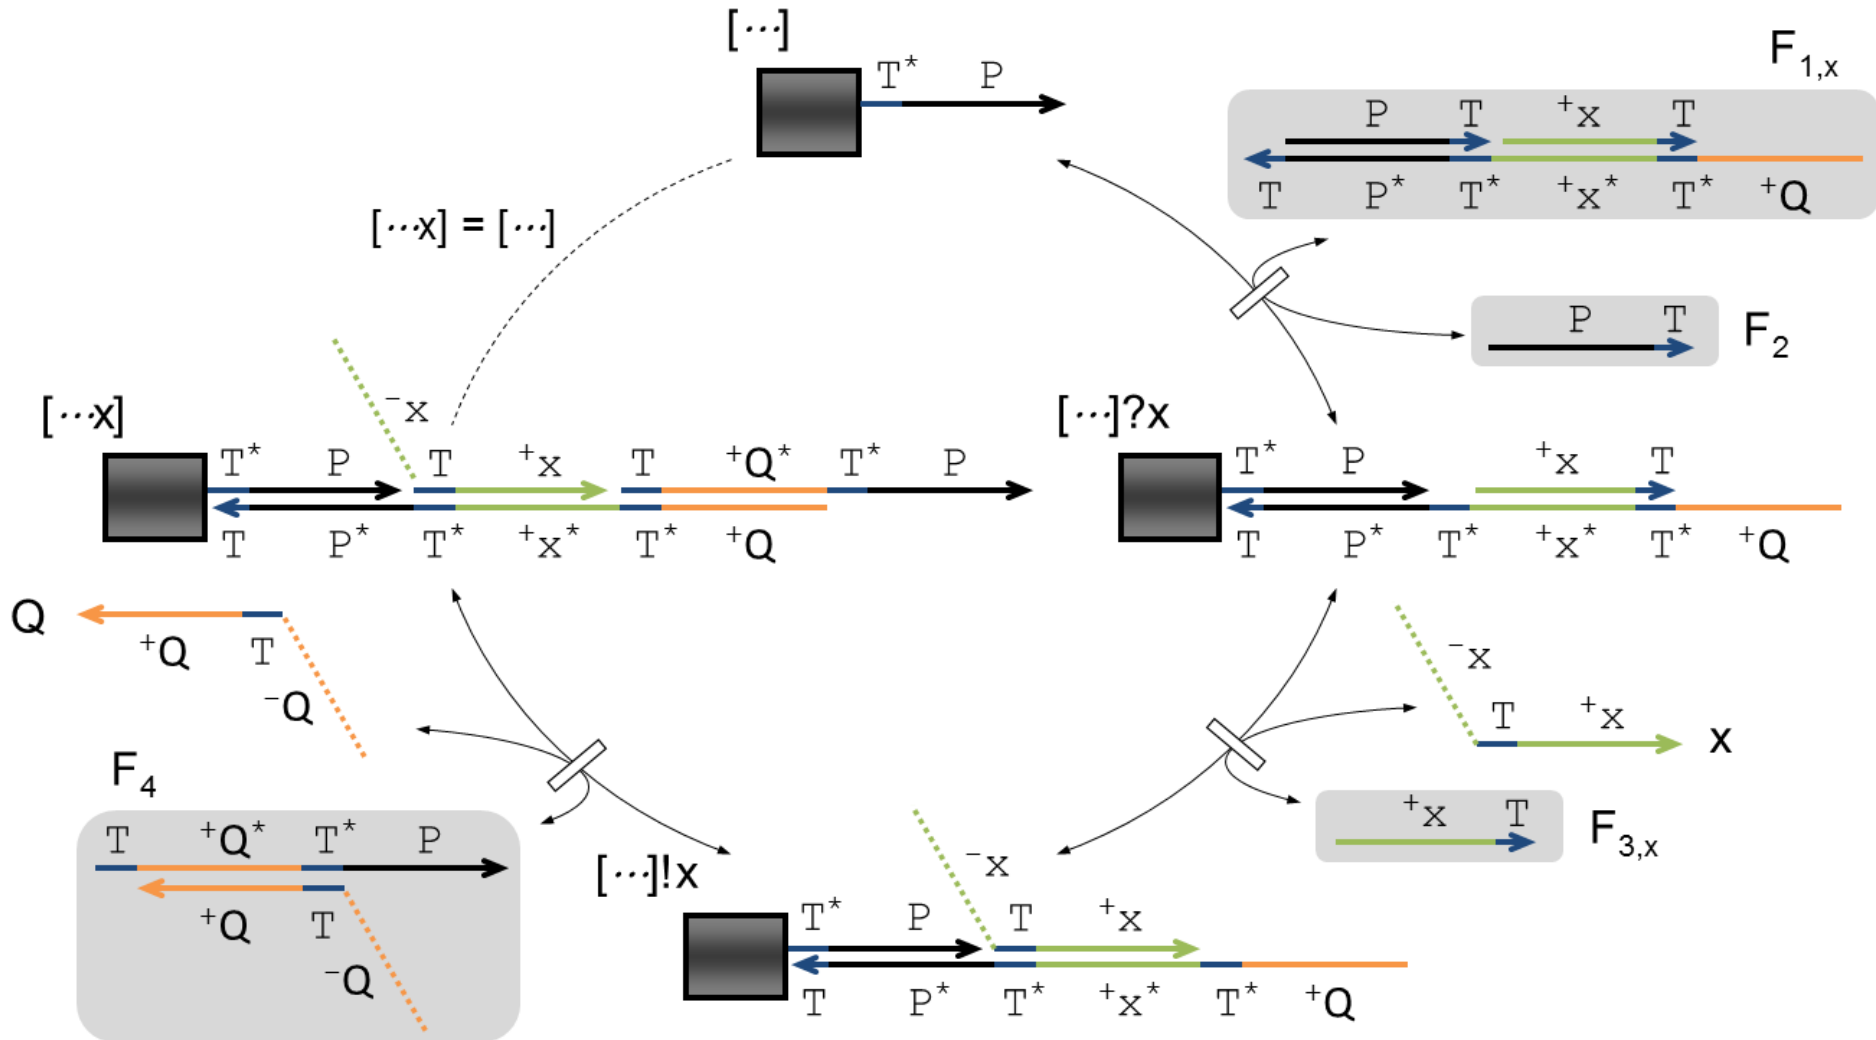 [⋯]
T* P
F1,x
P T +x T
T P* T* +x* T* +Q
[⋯x] = [⋯]
P T
F2
[⋯x]
−x
T* P T +x T +Q* T* P
T P* T* +x* T* +Q
[⋯]?x
T* P +x T
T P* T* +x* T* +Q
Q
+Q T
−Q
−x
T +x
x
F4
T +Q* T* P
+Q T
−Q
+x T
F3,x
[⋯]!x
−x
T* P T +x
T P* T* +x* T* +Q